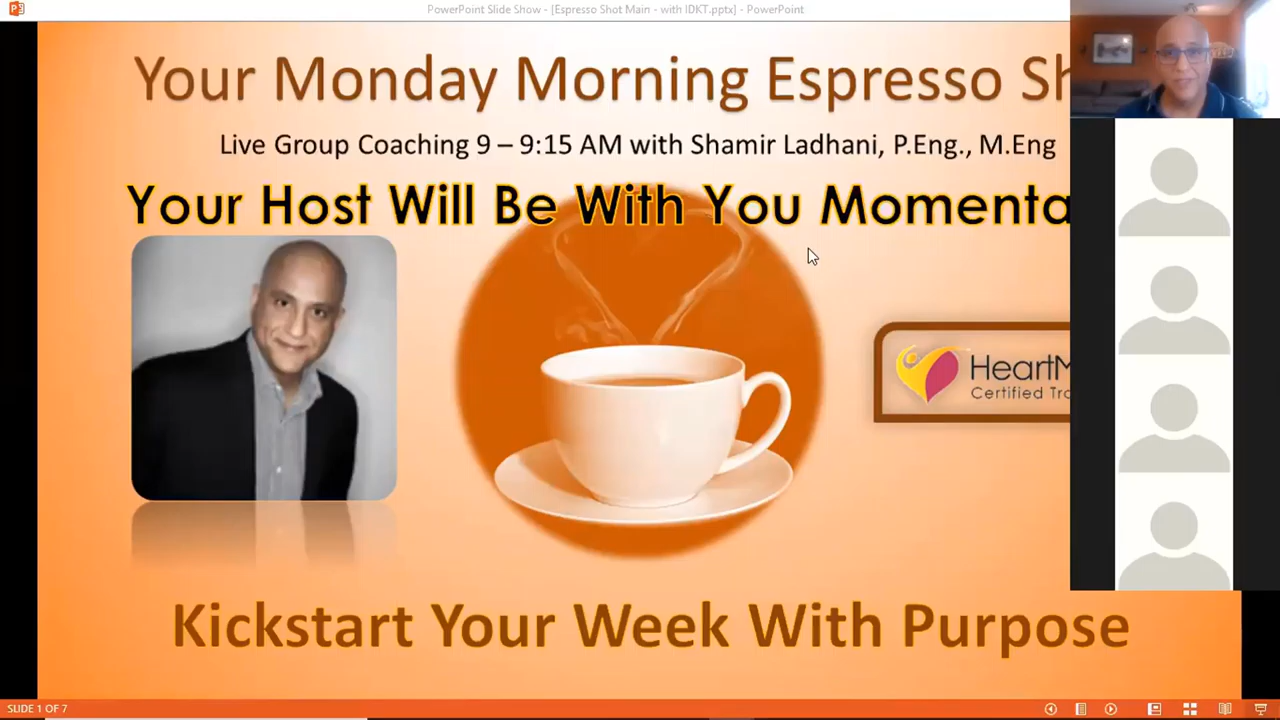 PowerPoint Slide Show - [Espresso Shot Main - with IDKT.pptx] - PowerPoint
Your Monday Morning Espresso Sh
Live Group Coaching 9 – 9:15 AM with Shamir Ladhani, P.Eng., M.Eng
Your Host Will Be With You Momenta
HeartM
Certified Tra
Kickstart Your Week With Purpose
SLIDE 1 OF 7